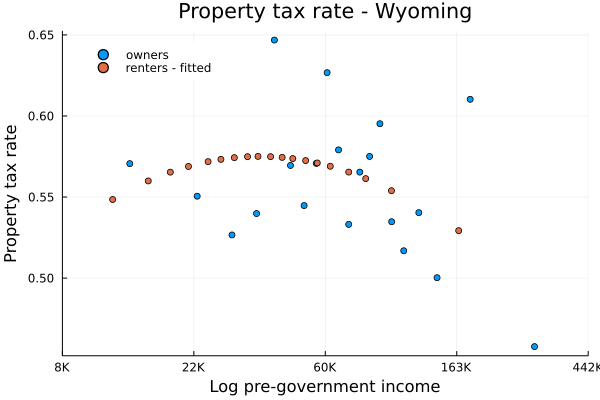 Property tax rate - Wyoming
owners
renters - fitted
0.65
0.60
0.55
0.50
Property tax rate
8K
22K
60K
163K
442K
Log pre-government income